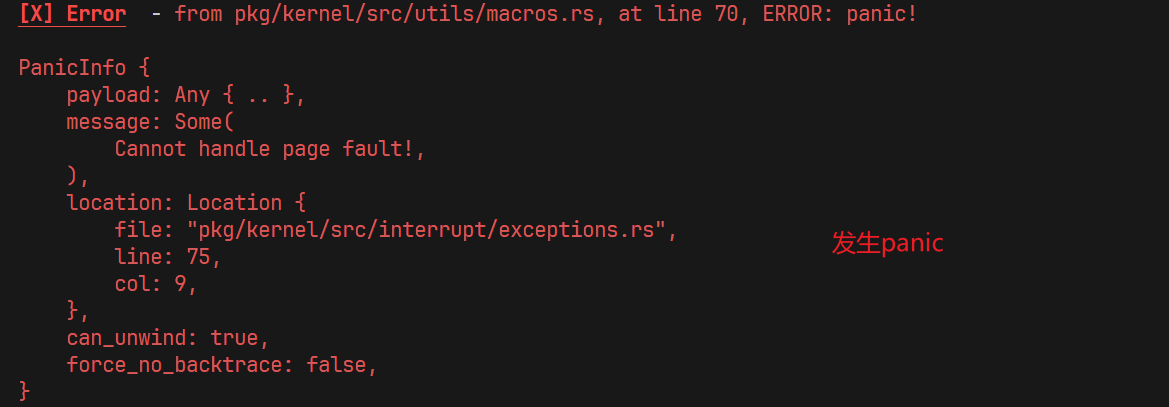 [X] Error  - from pkg/kernel/src/utils/macros.rs, at line 70, ERROR: panic!
PanicInfo {
    payload: Any { .. },
    message: Some(
        Cannot handle page fault!,
    ),
    location: Location {
        file: "pkg/kernel/src/interrupt/exceptions.rs",
        line: 75,
        col: 9,
    },
    can_unwind: true,
    force_no_backtrace: false,
}
发生panic